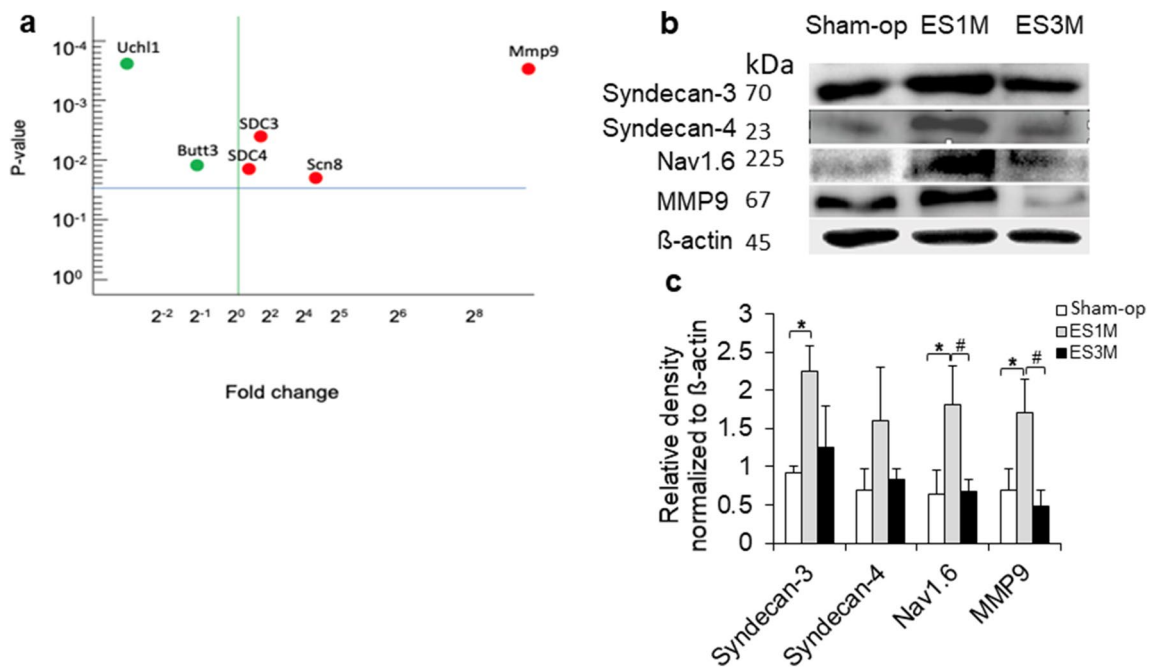 a
P-value
10-4
10-3
10-2
10-1
100
Uchl1
Mmp9
SDC3
Butt3
SDC4
Scn8
2-2 2-1 20 22 24 25 26 28
Fold change
b
Sham-op ES1M ES3M
kDa
Syndecan-3 70
Syndecan-4 23
Nav1.6 225
MMP9 67
ß-actin 45
c
Relative density
normalized to ß-actin
3
2.5
2
1.5
1
0.5
0
* * # * #
Sham-op
ES1M
ES3M
Syndecan-3
Syndecan-4
Nav1.6
MMP9